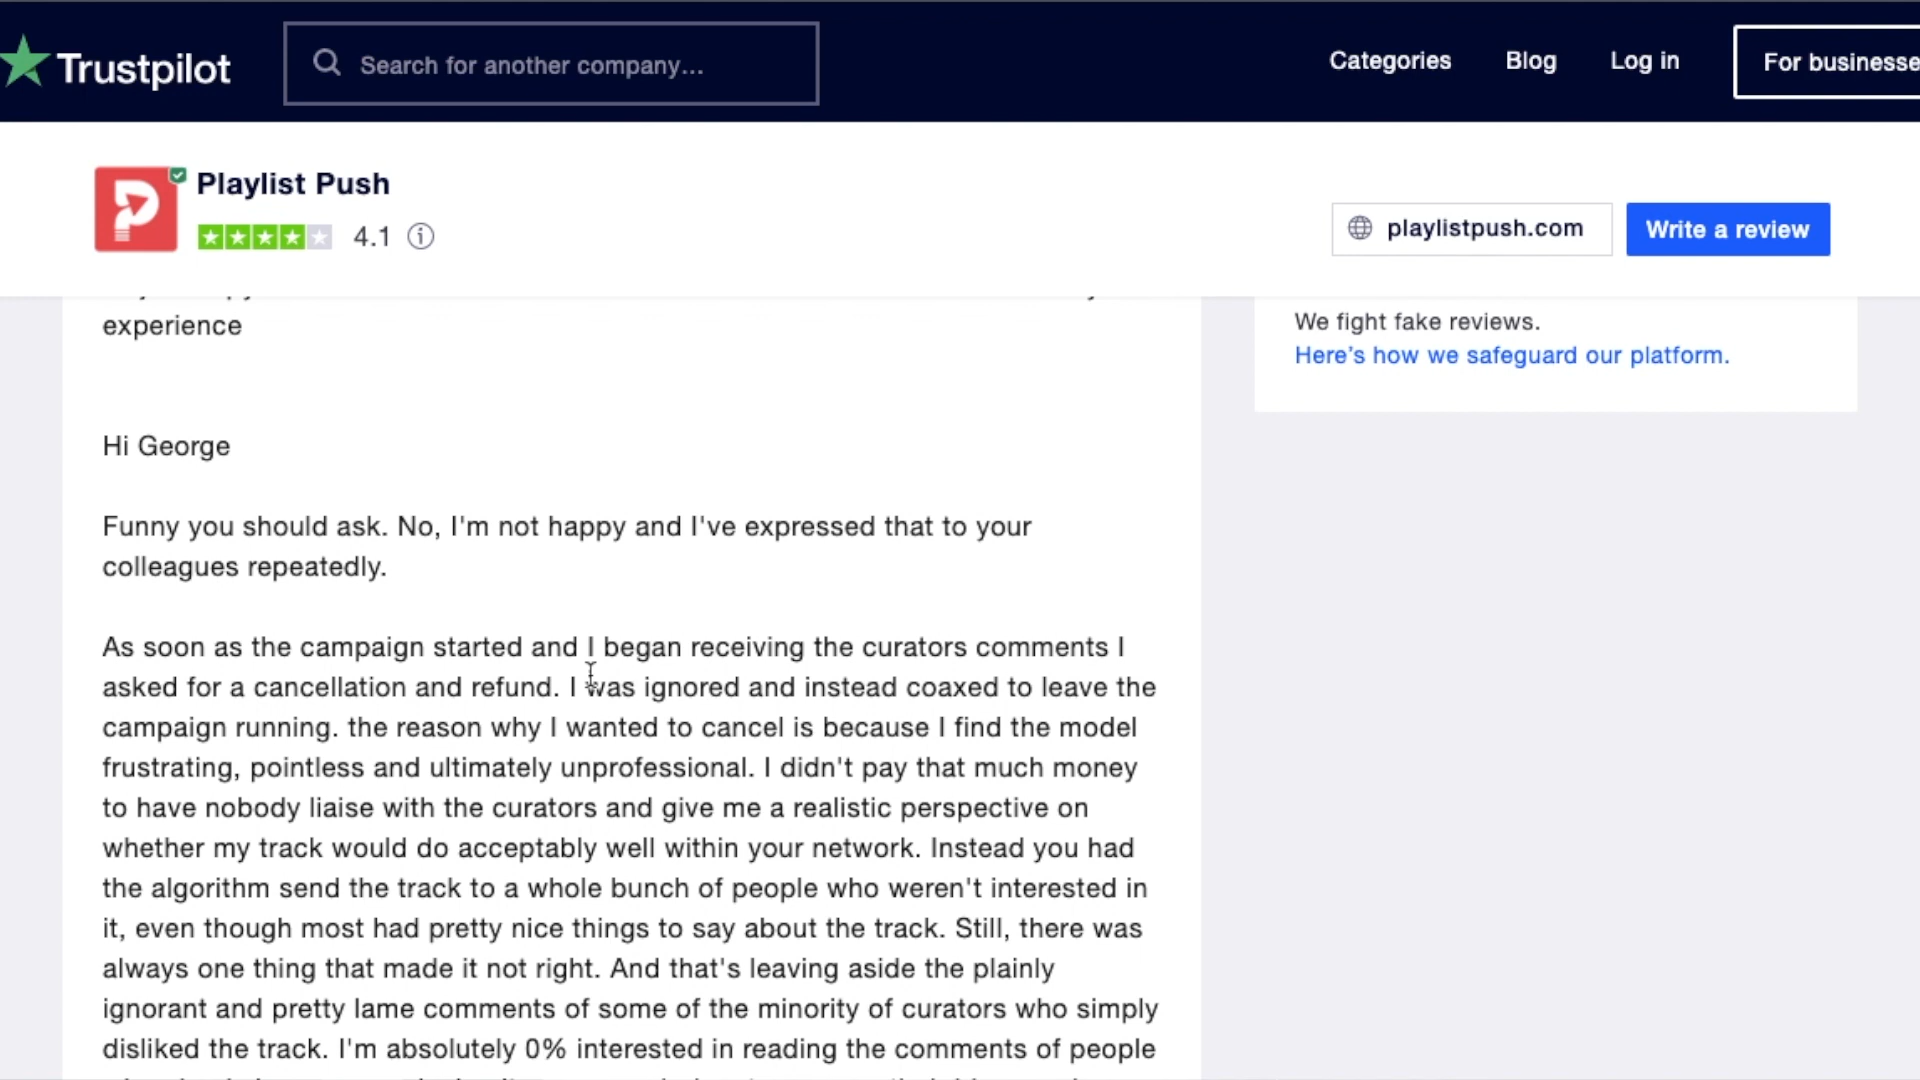 Trustpilot
Search for another company...
Categories
Blog
Log in
For businesse
Playlist Push
4.1
playlistpush.com
Write a review
experience
We fight fake reviews.
Here's how we safeguard our platform.
Hi George
Funny you should ask. No, I'm not happy and I've expressed that to your
colleagues repeatedly.
As soon as the campaign started and I began receiving the curators comments I
asked for a cancellation and refund. I was ignored and instead coaxed to leave the
campaign running. the reason why I wanted to cancel is because I find the model
frustrating, pointless and ultimately unprofessional. I didn't pay that much money
to have nobody liaise with the curators and give me a realistic perspective on
whether my track would do acceptably well within your network. Instead you had
the algorithm send the track to a whole bunch of people who weren't interested in
it, even though most had pretty nice things to say about the track. Still, there was
always one thing that made it not right. And that's leaving aside the plainly
ignorant and pretty lame comments of some of the minority of curators who simply
disliked the track. I'm absolutely 0% interested in reading the comments of people